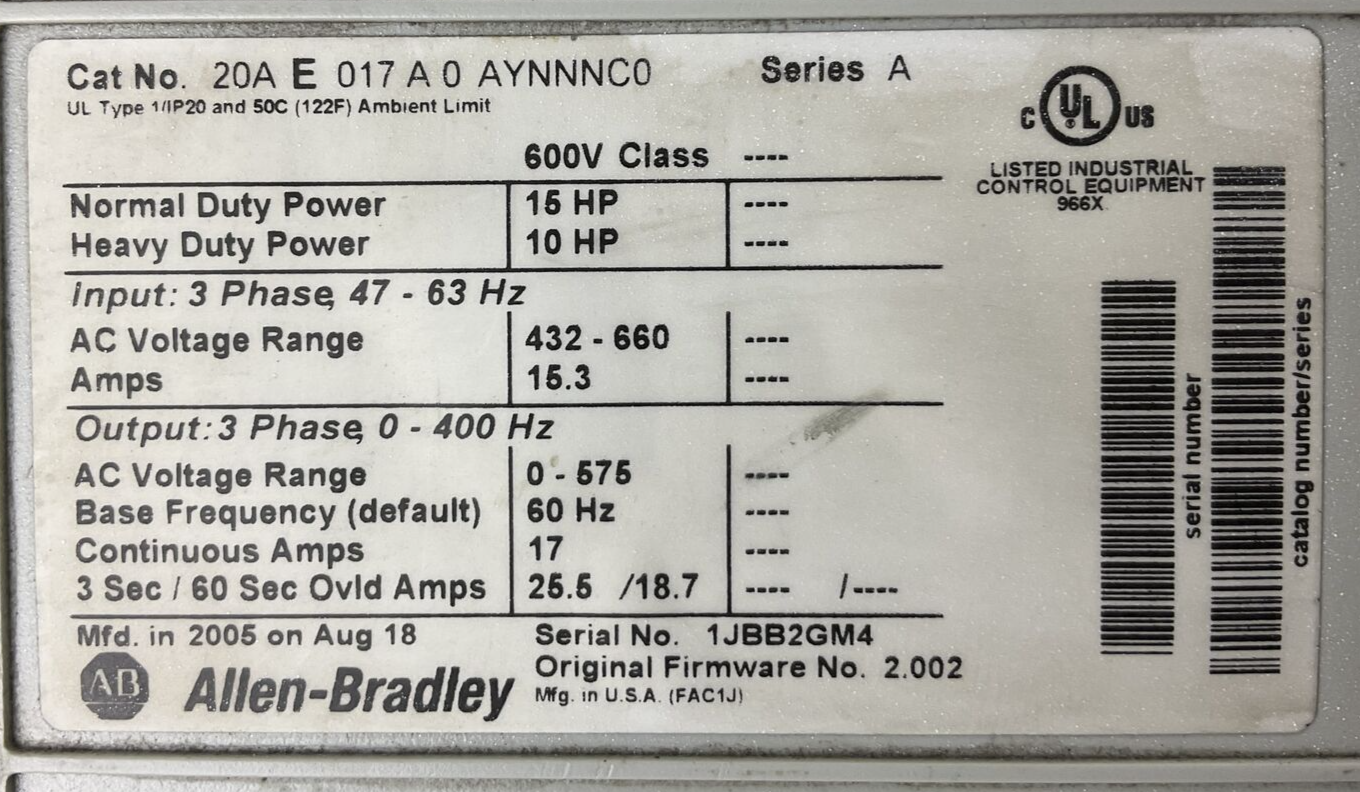 Cat No. 20A E 017 A 0 AYNNNC0 Series A
UL Type 1/IP20 and 50C (122F) Ambient Limit
C UL US
LISTED INDUSTRIAL
CONTROL EQUIPMENT
966X
600V Class ----
Normal Duty Power 15 HP ----
Heavy Duty Power 10 HP ----
Input: 3 Phase, 47 - 63 Hz
AC Voltage Range 432 - 660 ----
Amps 15.3 ----
Output: 3 Phase, 0 - 400 Hz
AC Voltage Range 0 - 575 ----
Base Frequency (default) 60 Hz ----
Continuous Amps 17 ----
3 Sec / 60 Sec Ovld Amps 25.5 /18.7 ---- /----
Mfd. in 2005 on Aug 18 Serial No. 1JBB2GM4
Original Firmware No. 2.002
AB Allen-Bradley Mfg. in U.S.A. (FAC1J)
serial number
catalog number/series